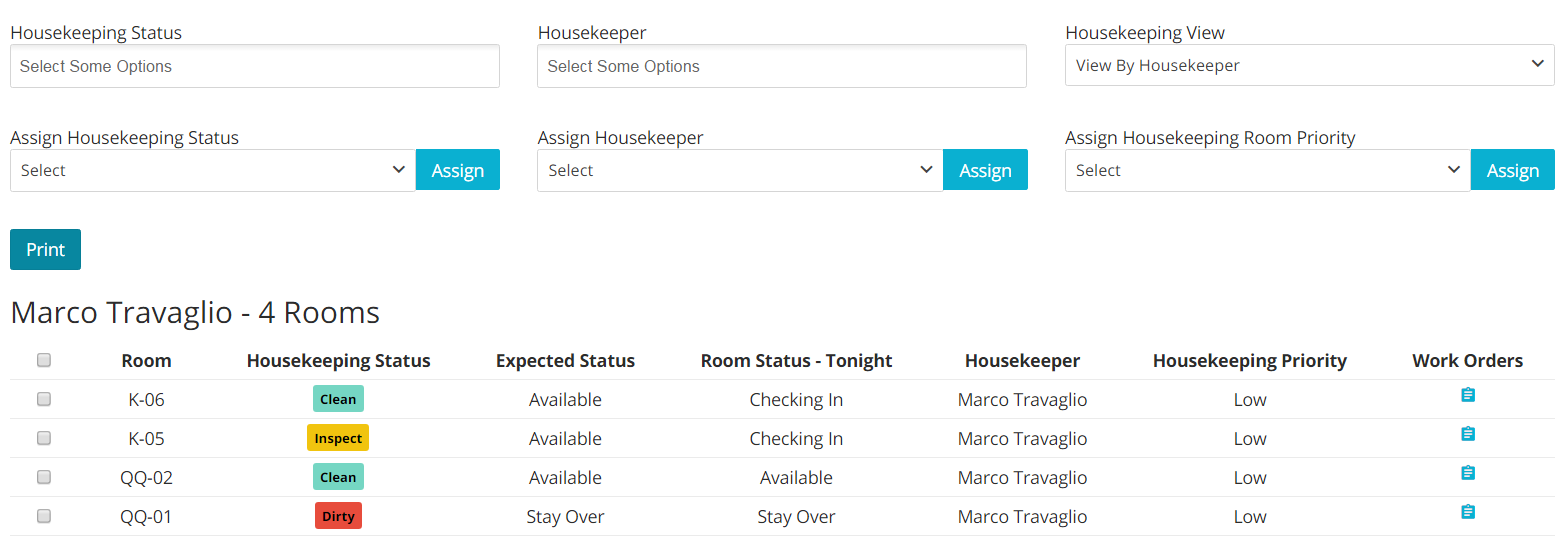 Housekeeping Status Housekeeper Housekeeping View
Select Some Options Select Some Options View By Housekeeper
Assign Housekeeping Status Assign Housekeeper Assign Housekeeping Room Priority
Select Assign Select Assign Select Assign
Print
Marco Travaglio - 4 Rooms
Room Housekeeping Status Expected Status Room Status - Tonight Housekeeper Housekeeping Priority Work Orders
K-06 Clean Available Checking In Marco Travaglio Low
K-05 Inspect Available Checking In Marco Travaglio Low
QQ-02 Clean Available Available Marco Travaglio Low
QQ-01 Dirty Stay Over Stay Over Marco Travaglio Low